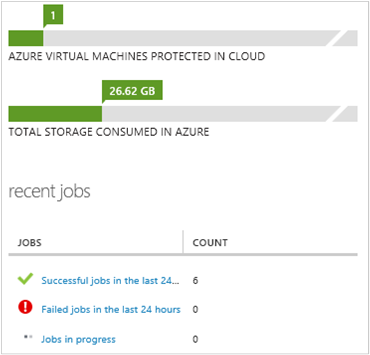 1
AZURE VIRTUAL MACHINES PROTECTED IN CLOUD
26.62 GB
TOTAL STORAGE CONSUMED IN AZURE
recent jobs
JOBS COUNT
Successful jobs in the last 24... 6
Failed jobs in the last 24 hours 0
Jobs in progress 0